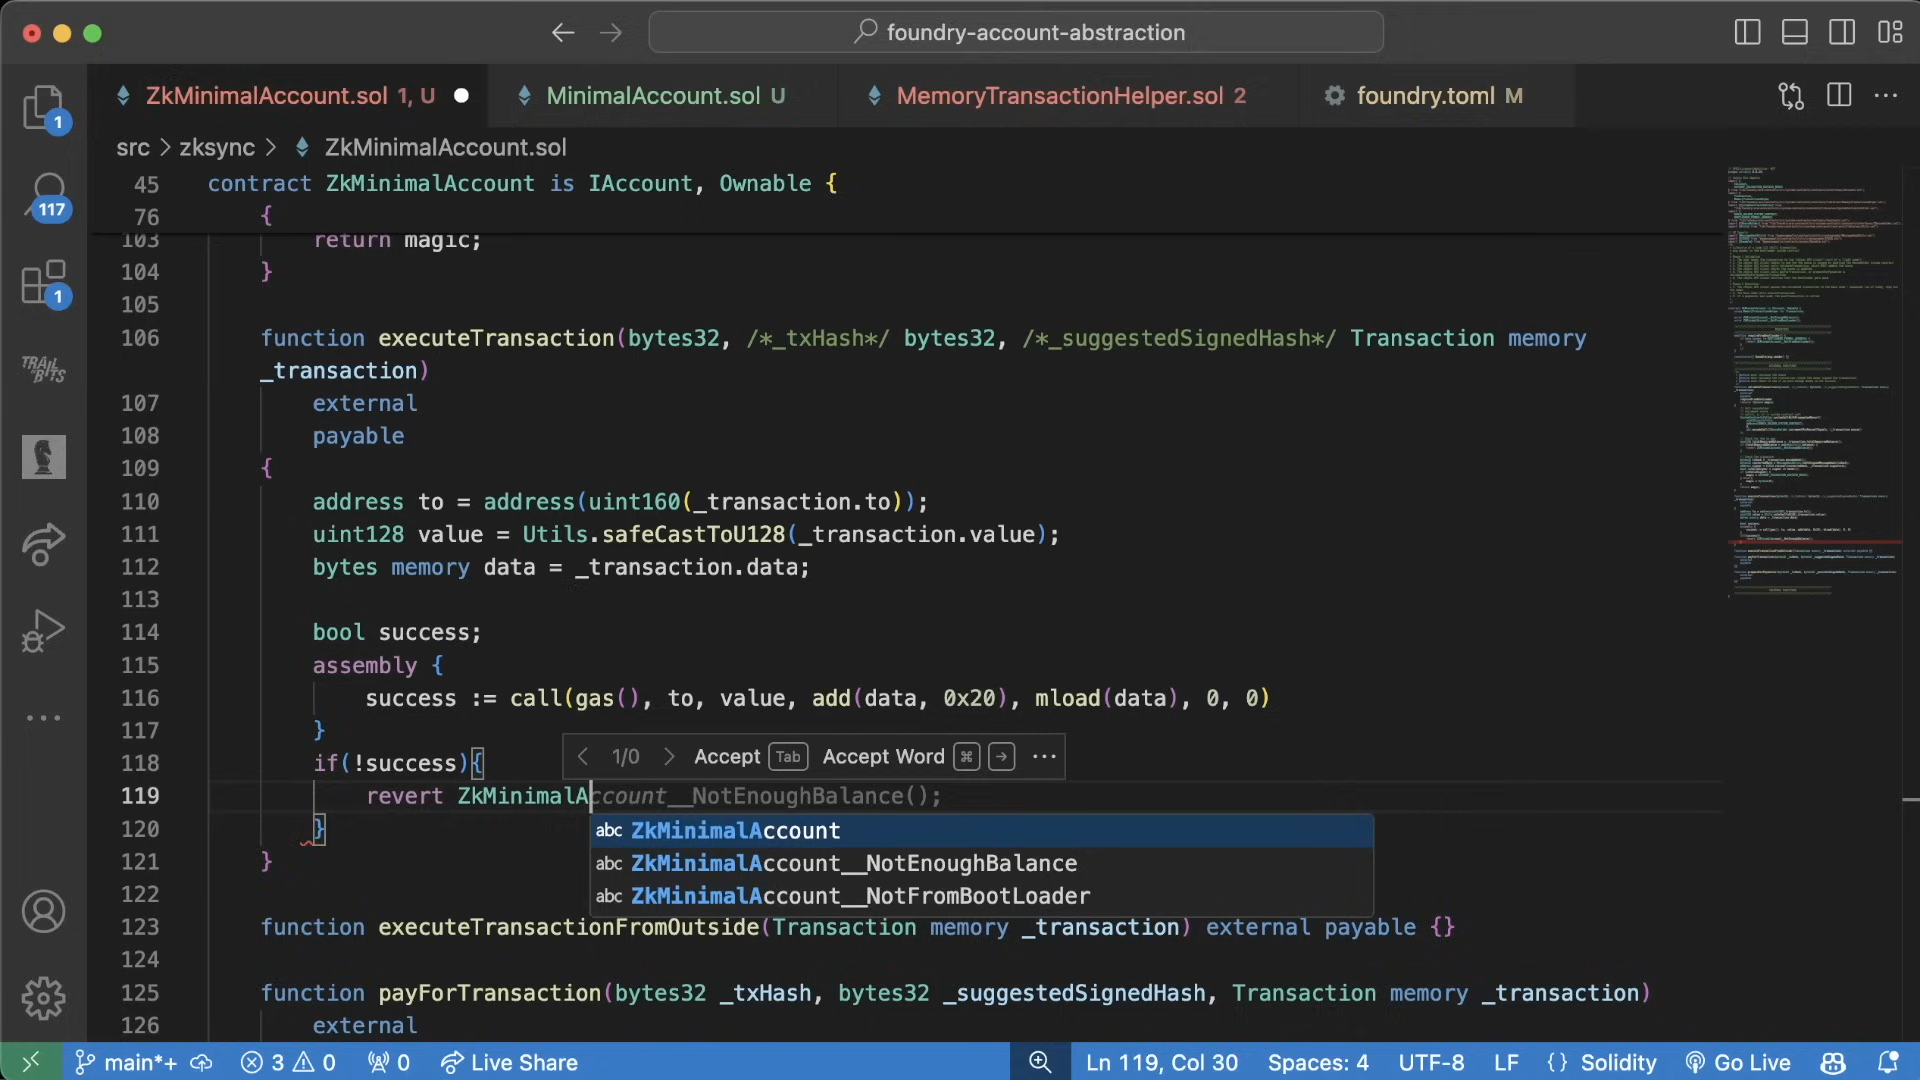 foundry-account-abstraction
ZkMinimalAccount.sol 1, U
MinimalAccount.sol U
MemoryTransactionHelper.sol 2
foundry.toml M
src > zksync > ZkMinimalAccount.sol
45 contract ZkMinimalAccount is IAccount, Ownable {
76 {
103 return magic;
104 }
105
106 function executeTransaction(bytes32, /*_txHash*/ bytes32, /*_suggestedSignedHash*/ Transaction memory
_transaction)
107 external
108 payable
109 {
110 address to = address(uint160(_transaction.to));
111 uint128 value = Utils.safeCastToU128(_transaction.value);
112 bytes memory data = _transaction.data;
113
114 bool success;
115 assembly {
116 success := call(gas(), to, value, add(data, 0x20), mload(data), 0, 0)
117 }
118 if(!success){
1/0 Accept Tab Accept Word ⌘ → ···
119 revert ZkMinimalAccount__NotEnoughBalance();
120 }
abc ZkMinimalAccount
abc ZkMinimalAccount__NotEnoughBalance
abc ZkMinimalAccount__NotFromBootLoader
121 }
122
123 function executeTransactionFromOutside(Transaction memory _transaction) external payable {}
124
125 function payForTransaction(bytes32 _txHash, bytes32 _suggestedSignedHash, Transaction memory _transaction)
126 external
1
117
1
TRAIL OF BITS
main*+ 3 0 0 Live Share
Ln 119, Col 30 Spaces: 4 UTF-8 LF {} Solidity Go Live